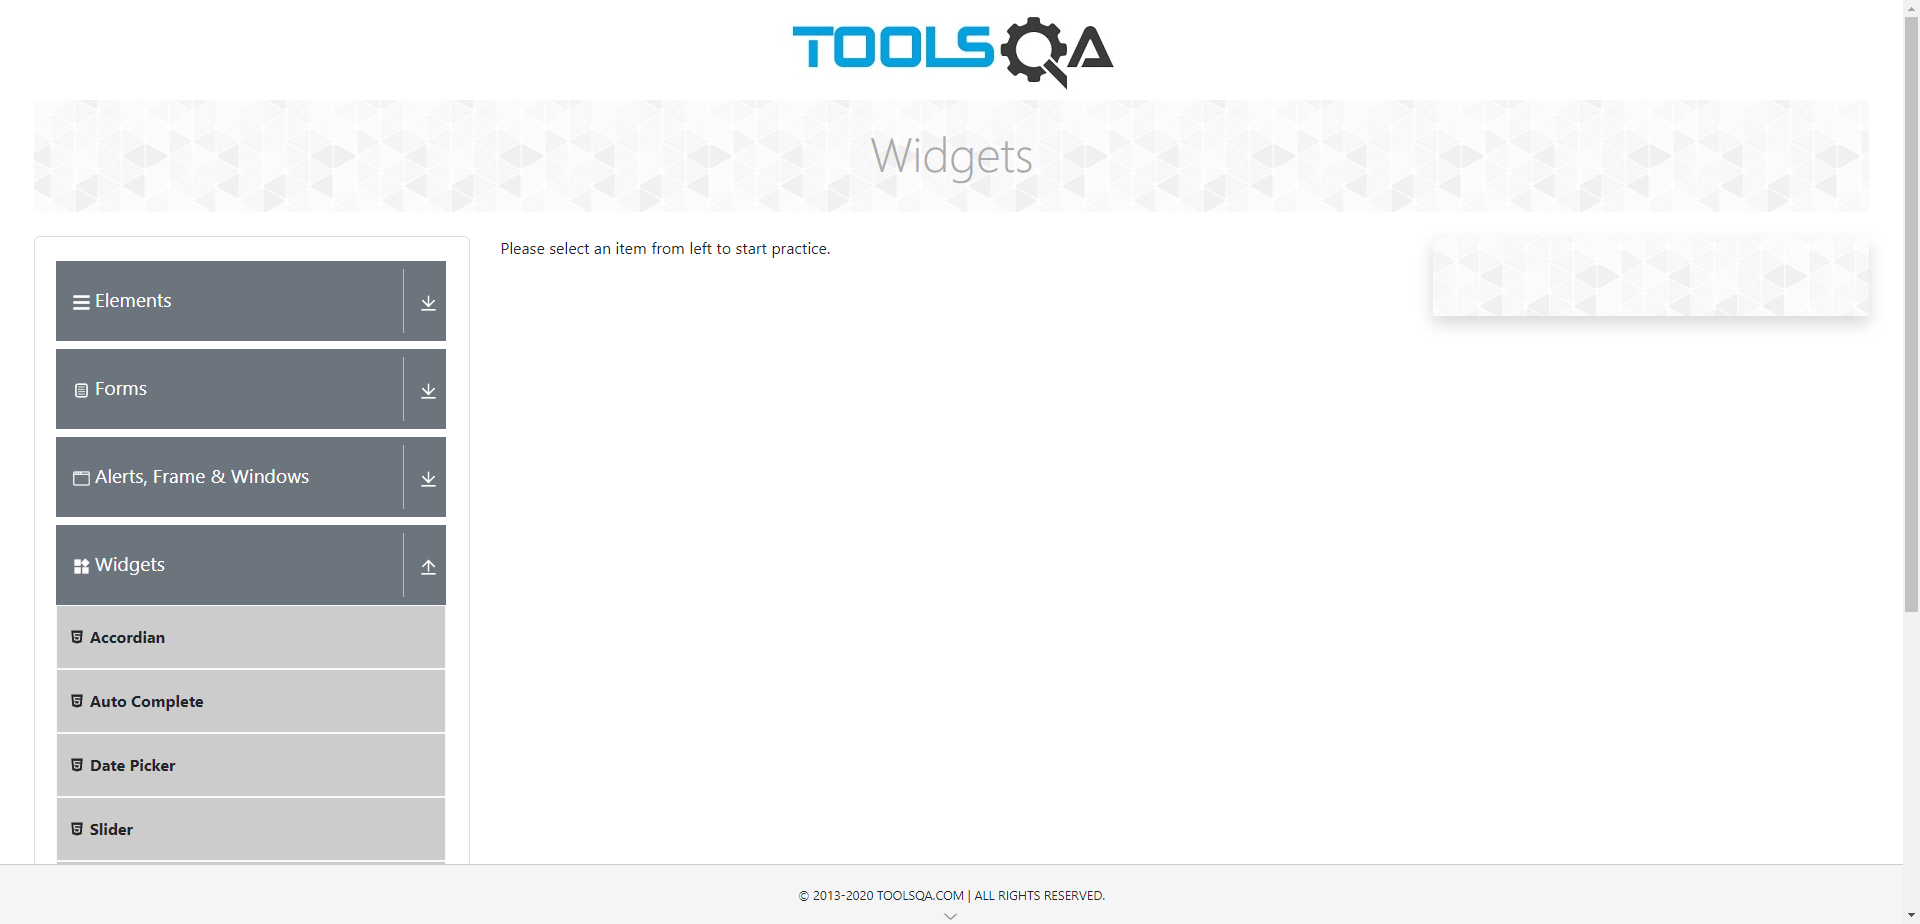 TOOLSQA
Widgets
Elements
Forms
Alerts, Frame & Windows
Widgets
Accordian
Auto Complete
Date Picker
Slider
Please select an item from left to start practice.
© 2013-2020 TOOLSQA.COM | ALL RIGHTS RESERVED.